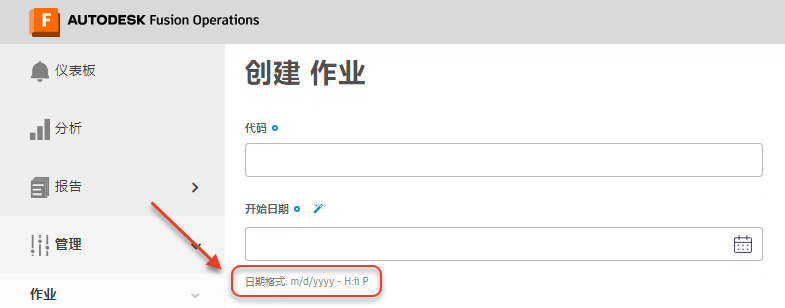 F AUTODESK Fusion Operations
仪表板
分析
报告
管理
作业
创建 作业
代码
开始日期
日期格式: m/d/yyyy - H:ii P